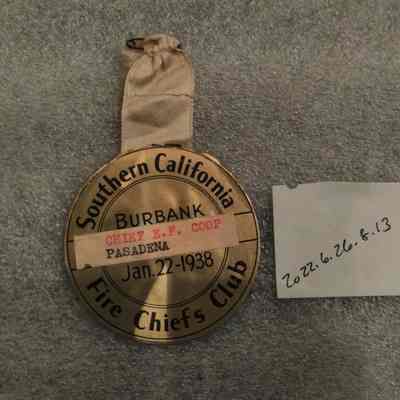 Southern California
BURBANK
CHIEF E.F. COOP
PASADENA
Jan. 22-1938
Fire Chiefs Club
2022.6.26.8.13